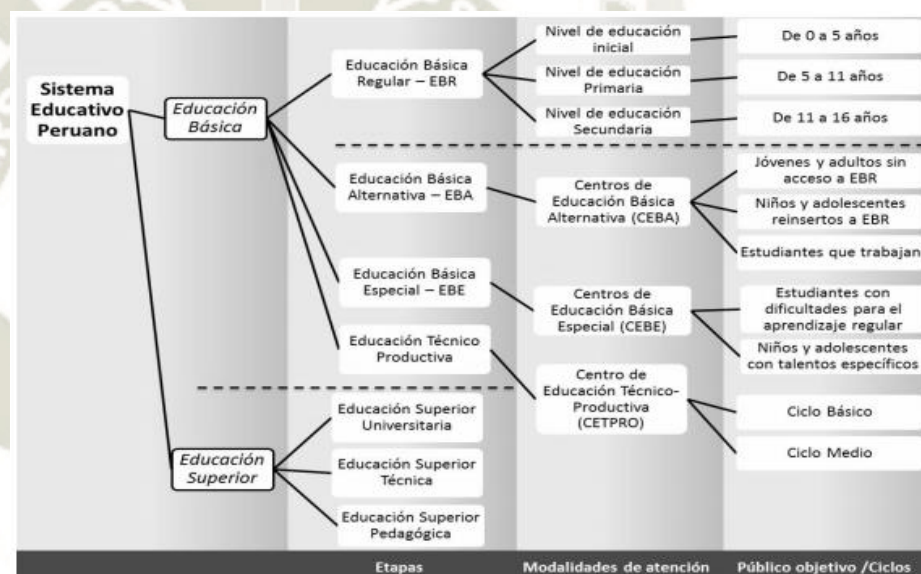 Sistema
Educativo
Peruano
Educación
Básica
Educación Básica
Regular – EBR
Nivel de educación
inicial
De 0 a 5 años
Nivel de educación
Primaria
De 5 a 11 años
Nivel de educación
Secundaria
De 11 a 16 años
Educación Básica
Alternativa – EBA
Centros de
Educación Básica
Alternativa (CEBA)
Jóvenes y adultos sin
acceso a EBR
Niños y adolescentes
reinsertos a EBR
Estudiantes que trabajan
Educación Básica
Especial – EBE
Centros de
Educación Básica
Especial (CEBE)
Estudiantes con
dificultades para el
aprendizaje regular
Niños y adolescentes
con talentos específicos
Educación Técnico
Productiva
Centro de
Educación Técnico-
Productiva
(CETPRO)
Ciclo Básico
Ciclo Medio
Educación
Superior
Educación Superior
Universitaria
Educación Superior
Técnica
Educación Superior
Pedagógica
Etapas
Modalidades de atención
Público objetivo /Ciclos